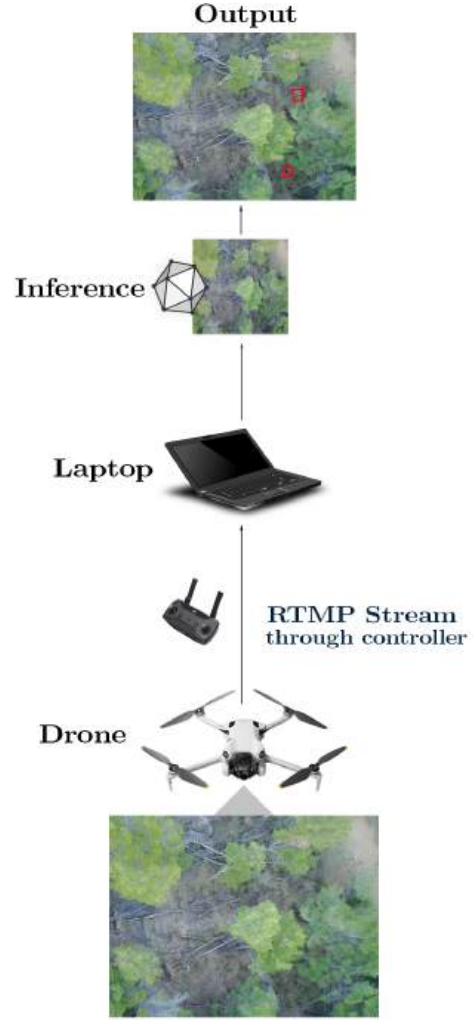 Output
Inference
Laptop
RTMP Stream
through controller
Drone